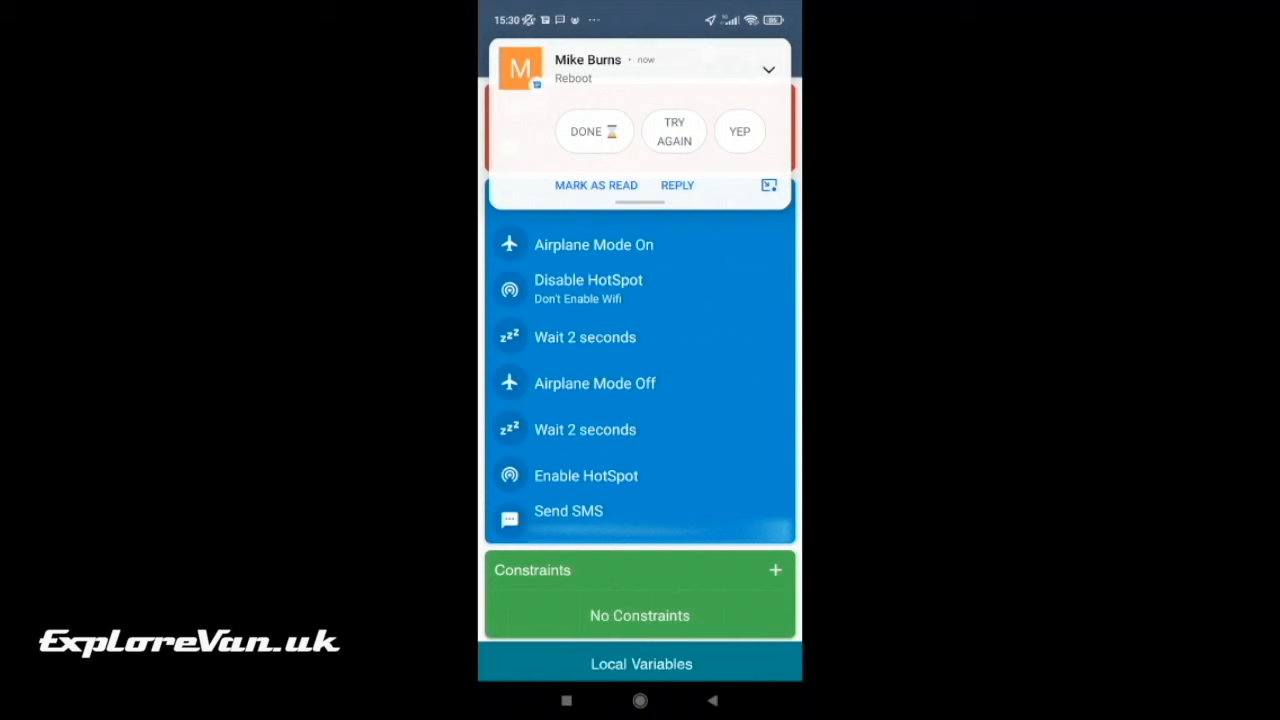 15:30
Mike Burns · now
Reboot
DONE ⌛
TRY
AGAIN
YEP
MARK AS READ
REPLY
Airplane Mode On
Disable HotSpot
Don't Enable Wifi
Wait 2 seconds
Airplane Mode Off
Wait 2 seconds
Enable HotSpot
Send SMS
Constraints
No Constraints
Local Variables
ExploreVan.uk